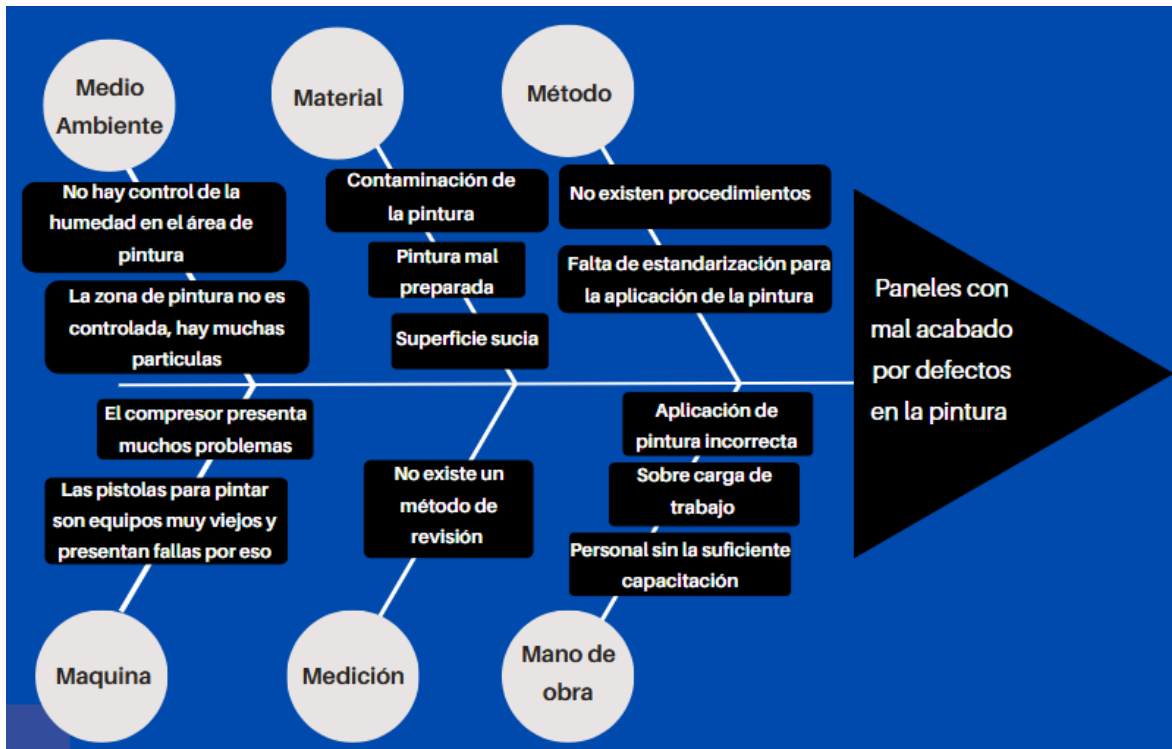 Medio
Ambiente
Material
Método
No hay control de la
humedad en el área de
pintura
La zona de pintura no es
controlada, hay muchas
particulas
Contaminación de
la pintura
Pintura mal
preparada
Superficie sucia
No existen procedimientos
Falta de estandarización para
la aplicación de la pintura
Paneles con
mal acabado
por defectos
en la pintura
El compresor presenta
muchos problemas
Las pistolas para pintar
son equipos muy viejos y
presentan fallas por eso
No existe un
método de
revisión
Aplicación de
pintura incorrecta
Sobre carga de
trabajo
Personal sin la suficiente
capacitación
Maquina
Medición
Mano de
obra